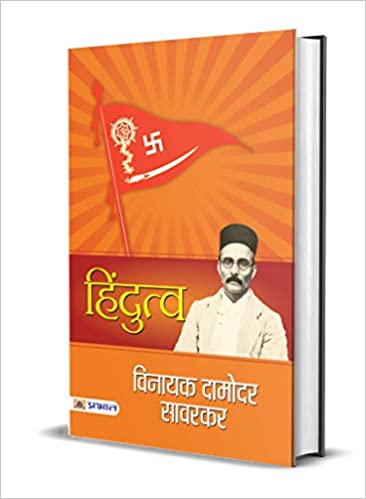 हिंदुत्व
विनायक दामोदर
सावरकर
प्रभात